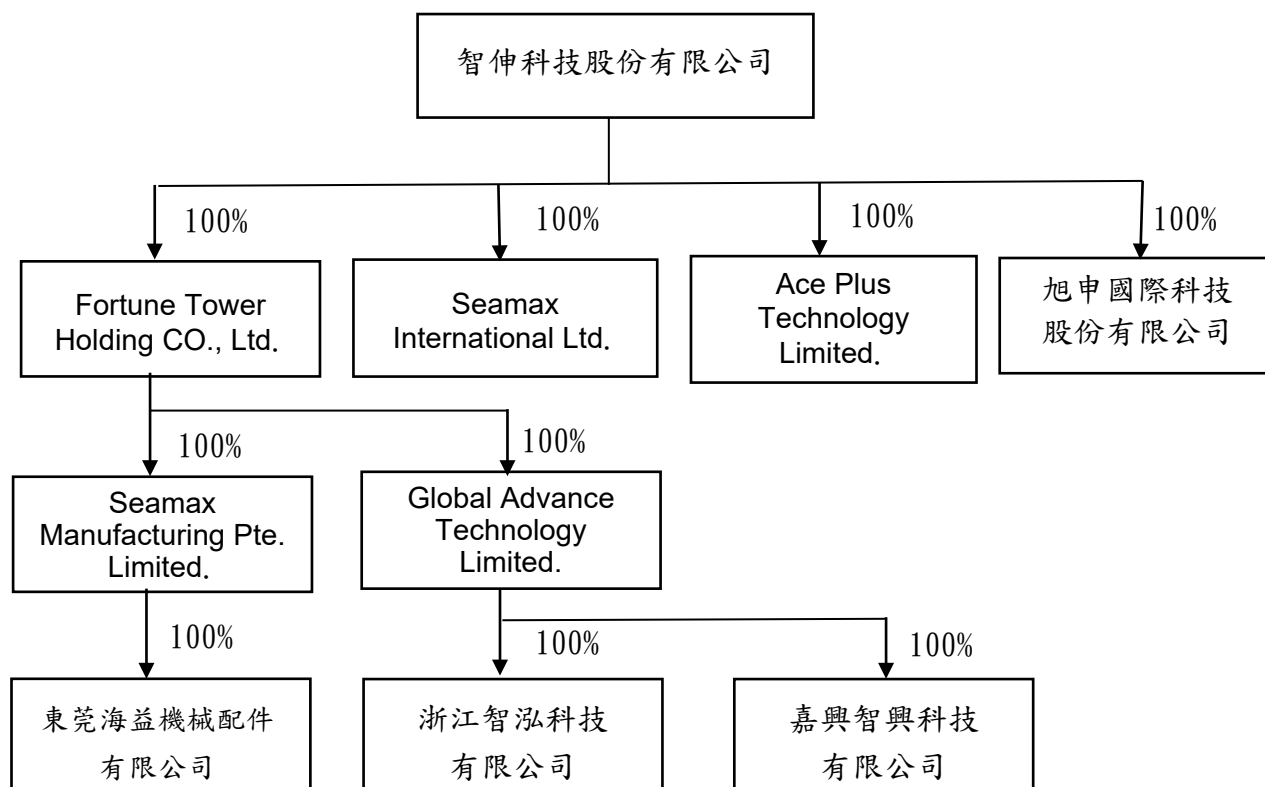 智伸科技股份有限公司
100%
100%
100%
100%
Fortune Tower
Holding CO., Ltd.
Seamax
International Ltd.
Ace Plus
Technology
Limited.
旭申國際科技
股份有限公司
100%
100%
Seamax
Manufacturing Pte.
Limited.
Global Advance
Technology
Limited.
100%
100%
100%
東莞海益機械配件
有限公司
浙江智泓科技
有限公司
嘉興智興科技
有限公司